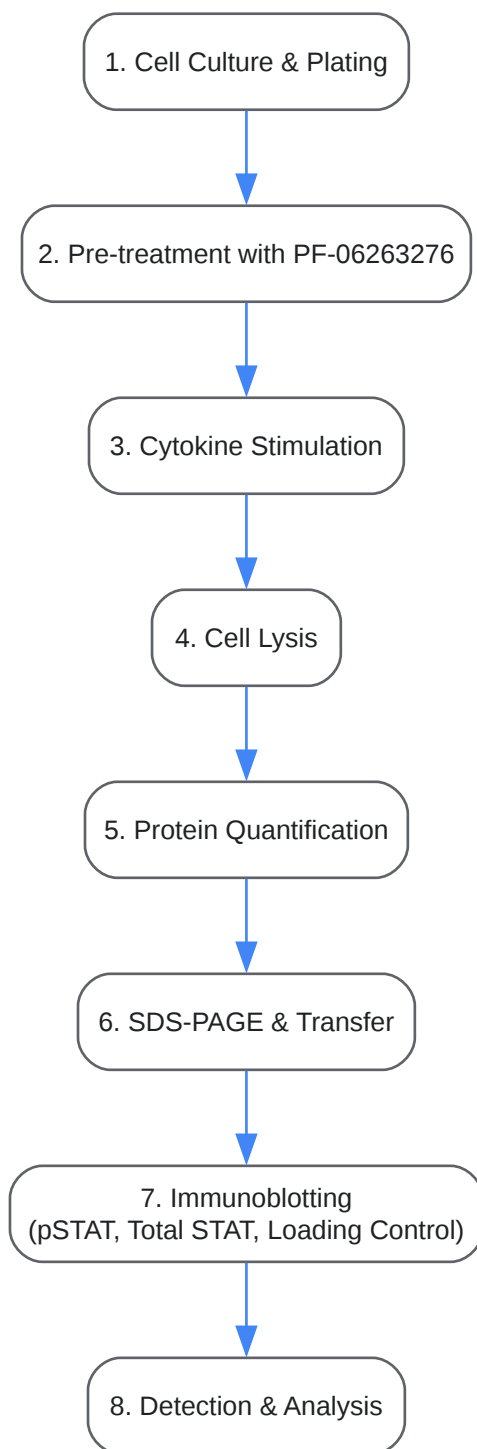 1. Cell Culture & Plating
2. Pre-treatment with PF-06263276
3. Cytokine Stimulation
4. Cell Lysis
5. Protein Quantification
6. SDS-PAGE & Transfer
7. Immunoblotting
(pSTAT, Total STAT, Loading Control)
8. Detection & Analysis